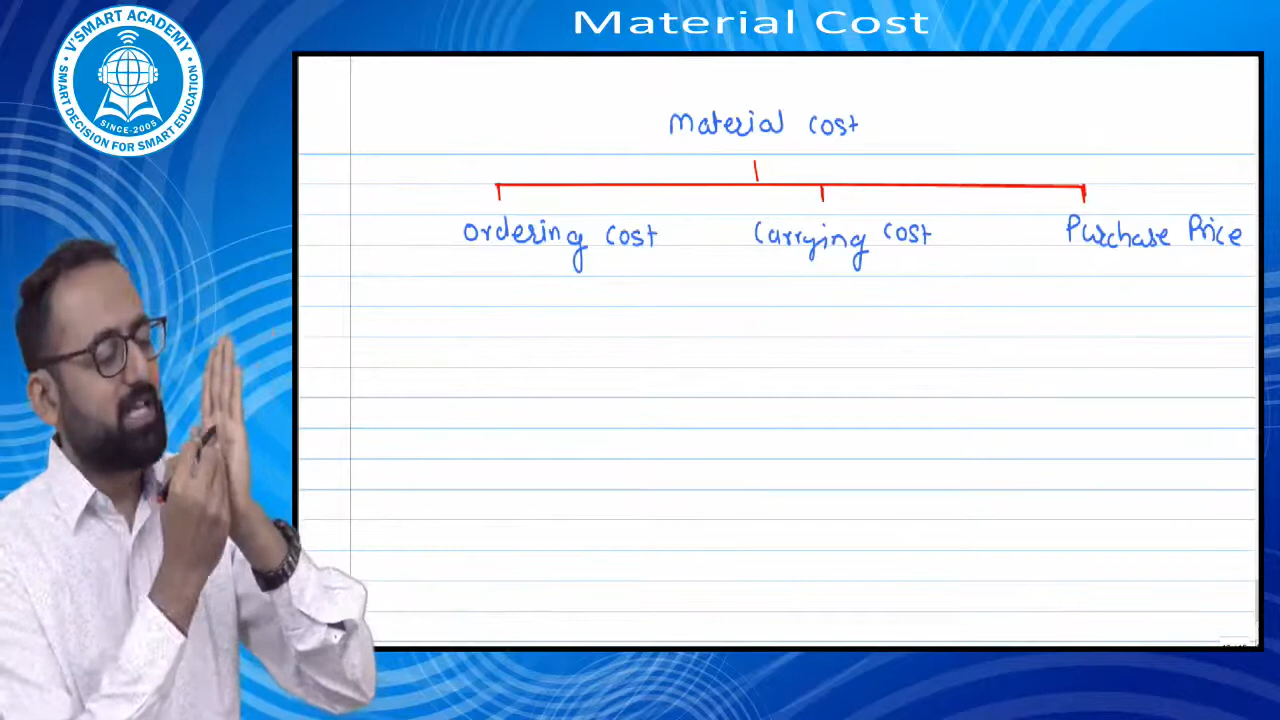 Material Cost
V'SMART ACADEMY
SINCE-2005
SMART DECISION FOR SMART EDUCATION
Material cost
Ordering cost Carrying cost Purchase Price